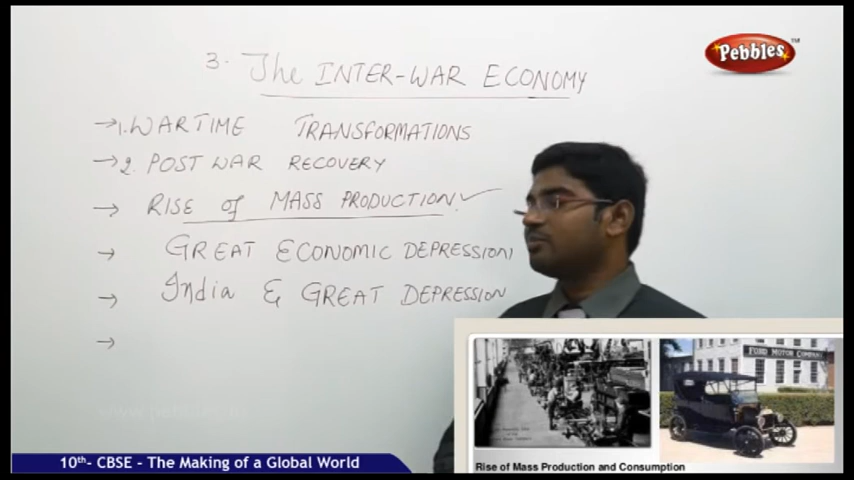 Pebbles™
3. The INTER-WAR ECONOMY
→1. WARTIME TRANSFORMATIONS
→2. POST WAR RECOVERY
→ RISE of MASS PRODUCTION ✓
→ GREAT ECONOMIC DEPRESSION
→ India & GREAT DEPRESSION
→
FORD MOTOR COMPANY
Rise of Mass Production and Consumption
10th- CBSE - The Making of a Global World